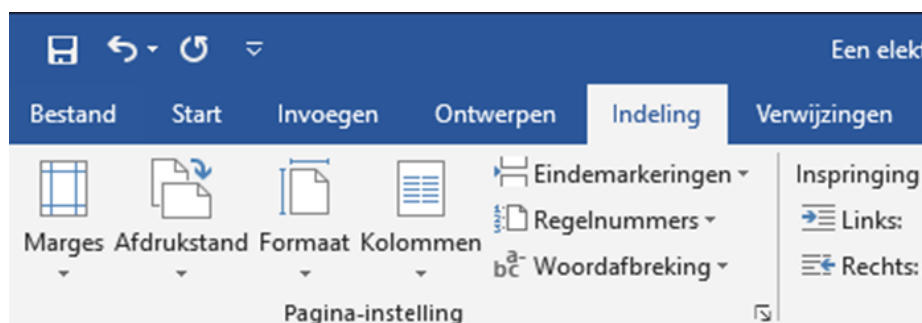 Een elekt
Bestand Start Invoegen Ontwerpen Indeling Verwijzingen
Marges Afdrukstand Formaat Kolommen
Eindemarkeringen
Regelnummers
Woordafbreking
Pagina-instelling
Inspringing
Links:
Rechts: